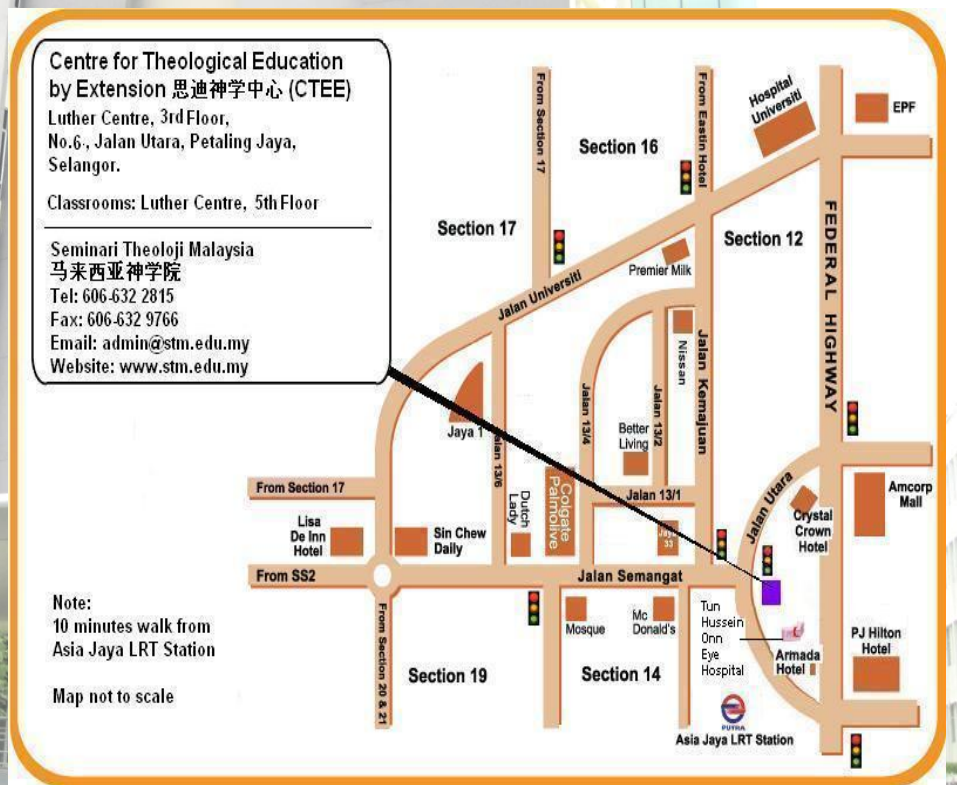 Centre for Theological Education
by Extension 思迪神学中心 (CTEE)
Luther Centre, 3rd Floor,
No.6, Jalan Utara, Petaling Jaya,
Selangor.
Classrooms: Luther Centre, 5th Floor
Seminari Theoloji Malaysia
马来西亚神学院
Tel: 606-632 2815
Fax: 606-632 9766
Email: admin@stm.edu.my
Website: www.stm.edu.my
From Section 17
From Eastin Hotel
Hospital
Universiti
EPF
Section 16
Section 17
Section 12
Premier Milk
Jalan Universiti
FEDERAL HIGHWAY
Nissan
Jalan Kemajuan
Jalan 13/4
Jalan 13/2
Jaya 1
Jalan 13/6
Better
Living
Jalan Utara
From Section 17
Dutch
Lady
Colgate
Palmolive
Jalan 13/1
Jaya
33
Crystal
Crown
Hotel
Amcorp
Mall
Lisa
De Inn
Hotel
Sin Chew
Daily
From SS2
Jalan Semangat
Note:
10 minutes walk from
Asia Jaya LRT Station
Map not to scale
From Section 20 & 21
Section 19
Mosque
Mc
Donald's
Section 14
Tun
Hussein
Onn
Eye
Hospital
Armada
Hotel
PJ Hilton
Hotel
PUTRA
Asia Jaya LRT Station